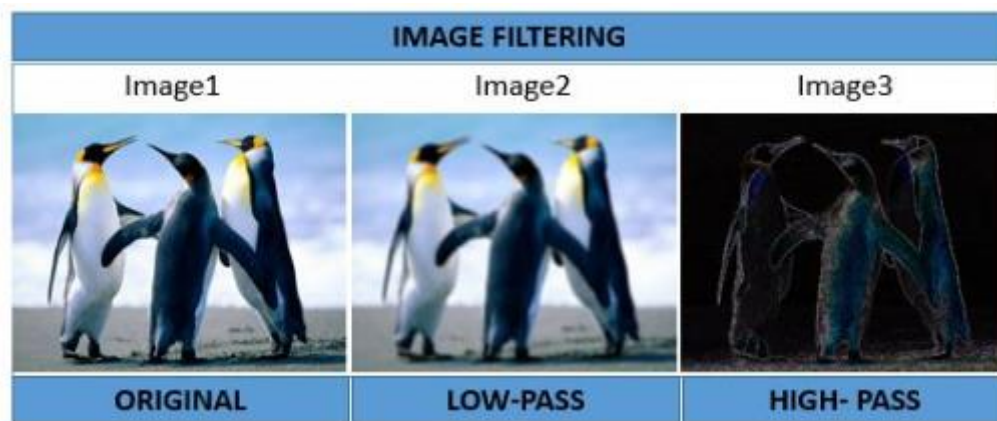 IMAGE FILTERING
Image1 Image2 Image3
ORIGINAL LOW-PASS HIGH- PASS